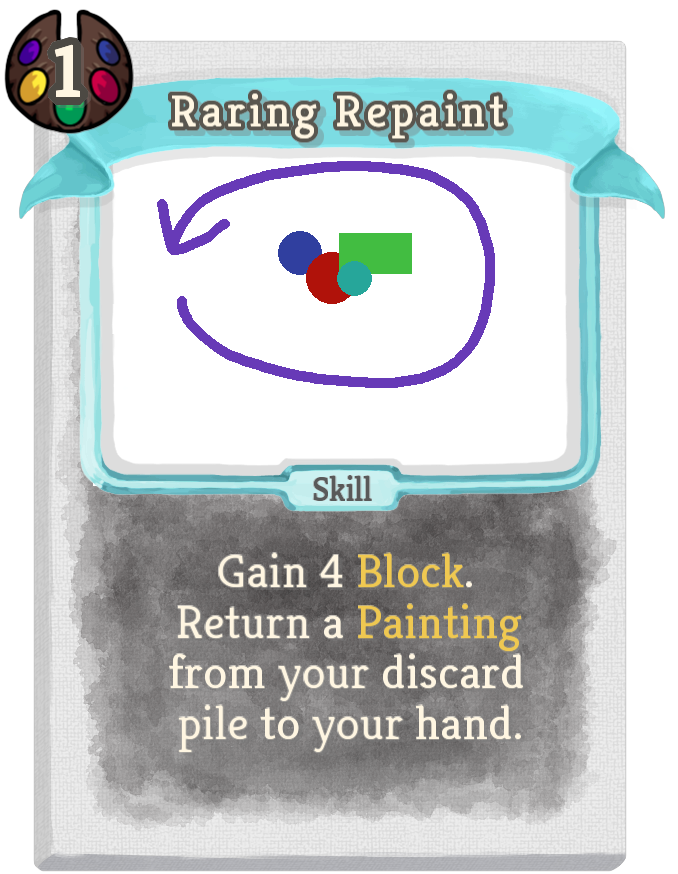 1
Raring Repaint
Skill
Gain 4 Block.
Return a Painting
from your discard
pile to your hand.